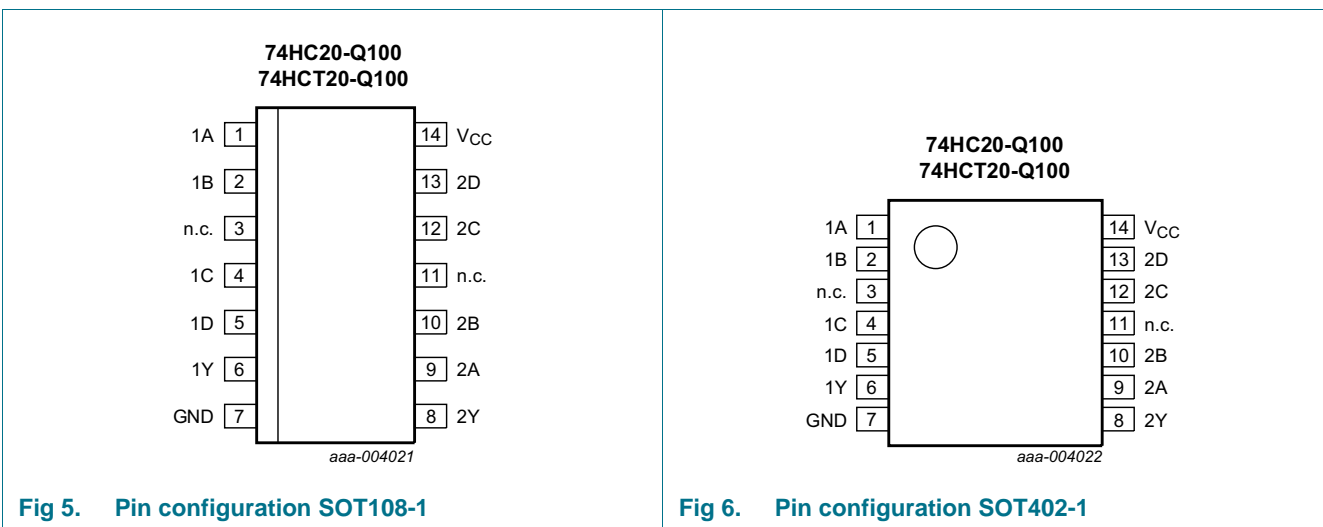 74HC20-Q100
74HCT20-Q100
1A 1 14 VCC
1B 2 13 2D
n.c. 3 12 2C
1C 4 11 n.c.
1D 5 10 2B
1Y 6 9 2A
GND 7 8 2Y
aaa-004021
Fig 5. Pin configuration SOT108-1
74HC20-Q100
74HCT20-Q100
1A 1 14 VCC
1B 2 13 2D
n.c. 3 12 2C
1C 4 11 n.c.
1D 5 10 2B
1Y 6 9 2A
GND 7 8 2Y
aaa-004022
Fig 6. Pin configuration SOT402-1